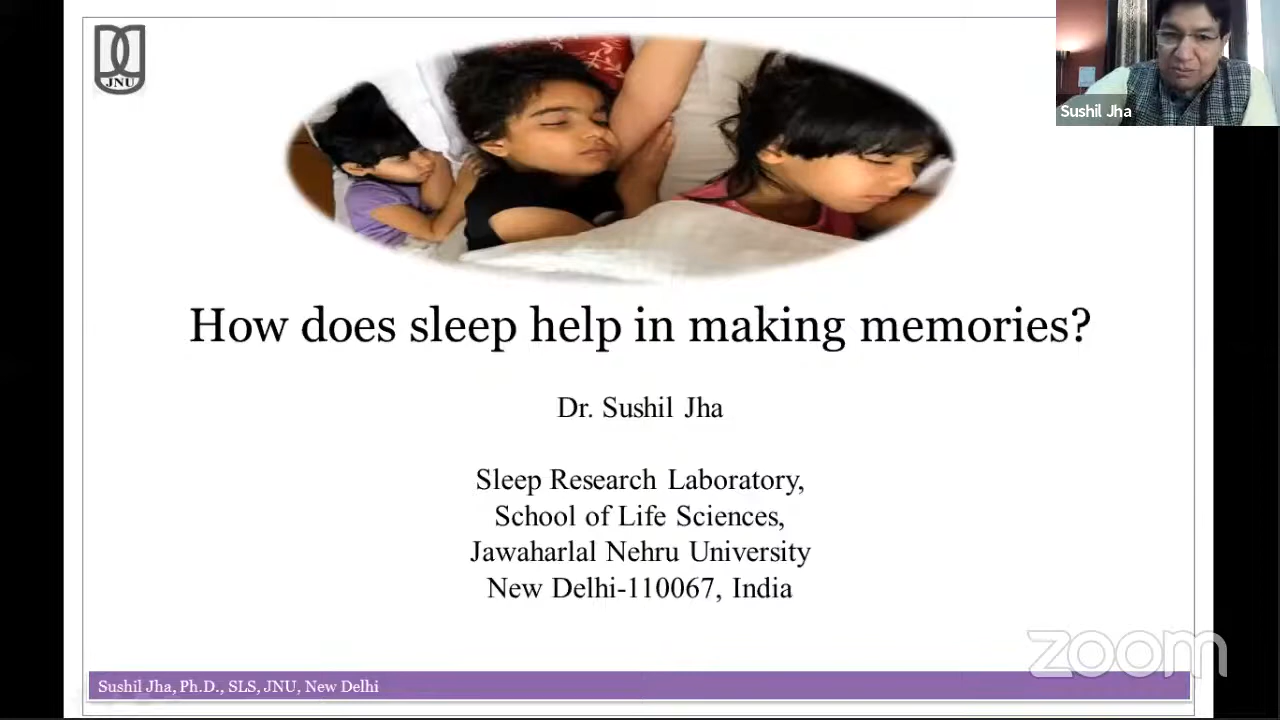 JNU
Sushil Jha
How does sleep help in making memories?
Dr. Sushil Jha
Sleep Research Laboratory,
School of Life Sciences,
Jawaharlal Nehru University
New Delhi-110067, India
zoom
Sushil Jha, Ph.D., SLS, JNU, New Delhi